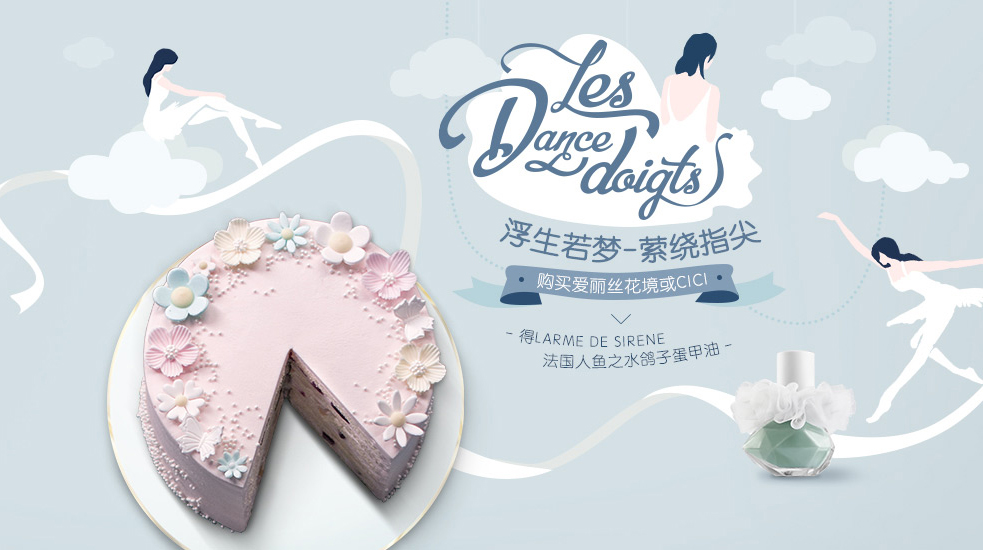 Les
Dance
doigts
浮生若梦-萦绕指尖
购买爱丽丝花境或CICI
- 得LARME DE SIRENE
法国人鱼之水鸽子蛋甲油 -